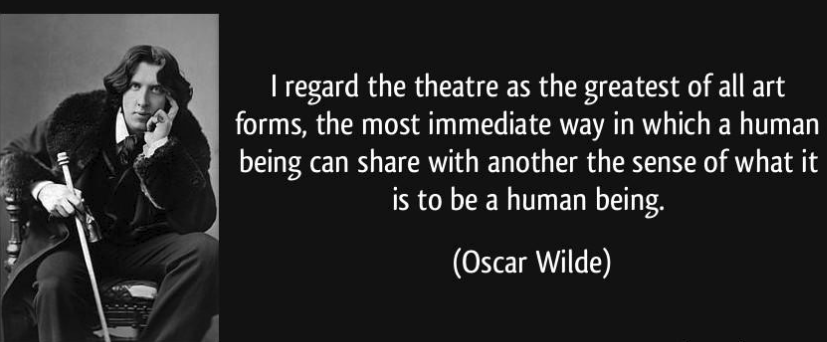 I regard the theatre as the greatest of all art
forms, the most immediate way in which a human
being can share with another the sense of what it
is to be a human being.
(Oscar Wilde)